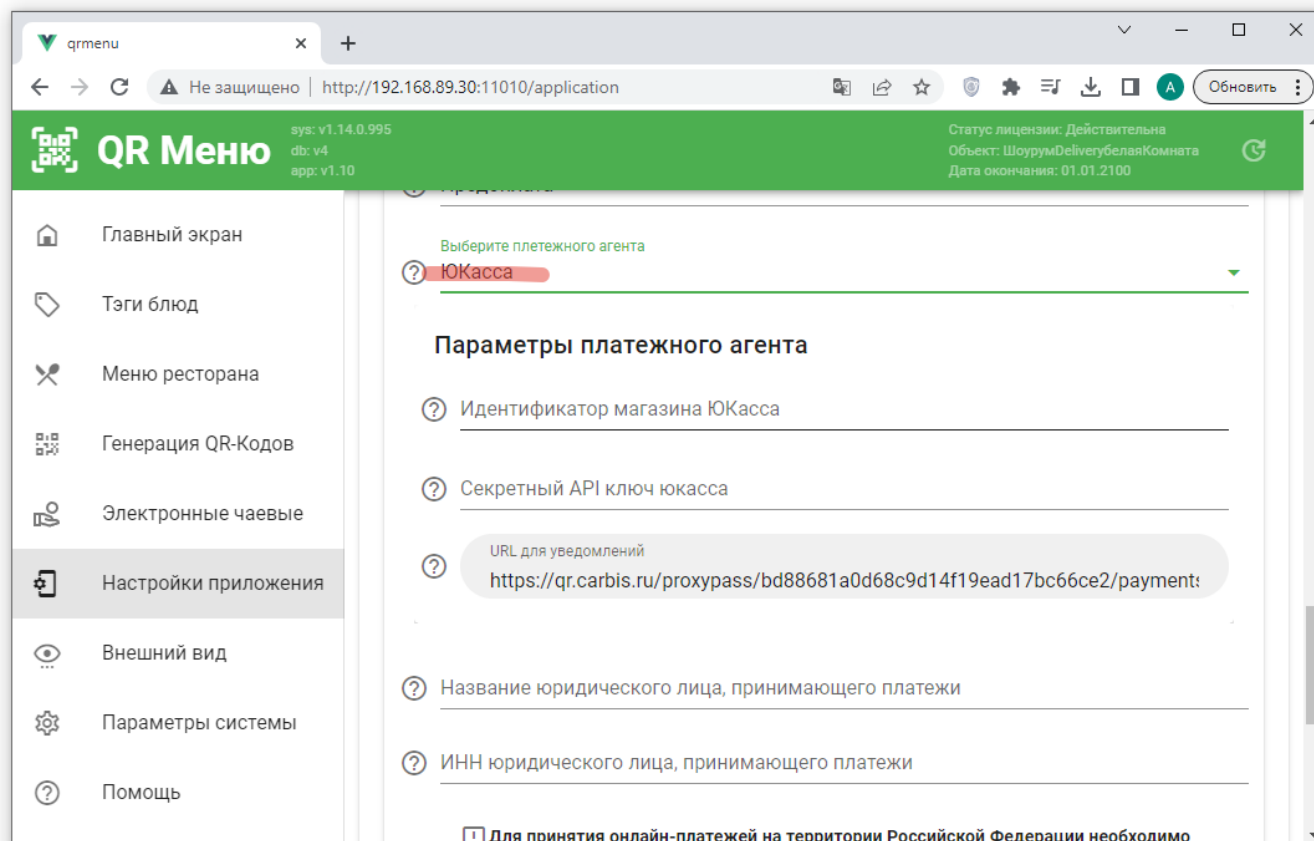 qrmenu
Не защищено http://192.168.89.30:11010/application
А
Обновить
QR Меню
sys: v1.14.0.995
db: v4
app: v1.10
Статус лицензии: Действительна
Объект: ШоурумDeliveryбелаяКомната
Дата окончания: 01.01.2100
Главный экран
Тэги блюд
Меню ресторана
Генерация QR-Кодов
Электронные чаевые
Настройки приложения
Внешний вид
Параметры системы
Помощь
Предоплата
Выберите плетежного агента
ЮКасса
Параметры платежного агента
Идентификатор магазина ЮКасса
Секретный API ключ юкасса
URL для уведомлений
https://qr.carbis.ru/proxypass/bd88681a0d68c9d14f19ead17bc66ce2/payments
Название юридического лица, принимающего платежи
ИНН юридического лица, принимающего платежи
Для принятия онлайн-платежей на территории Российской Федерации необходимо